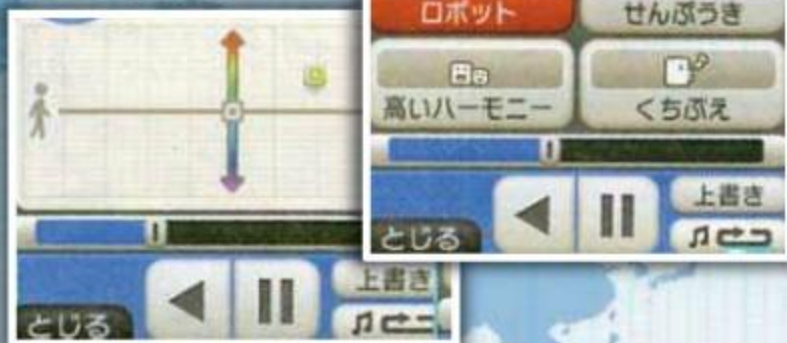 ロボット
せんぷうき
高いハーモニー
くちぶえ
上書き
とじる
上書き
とじる